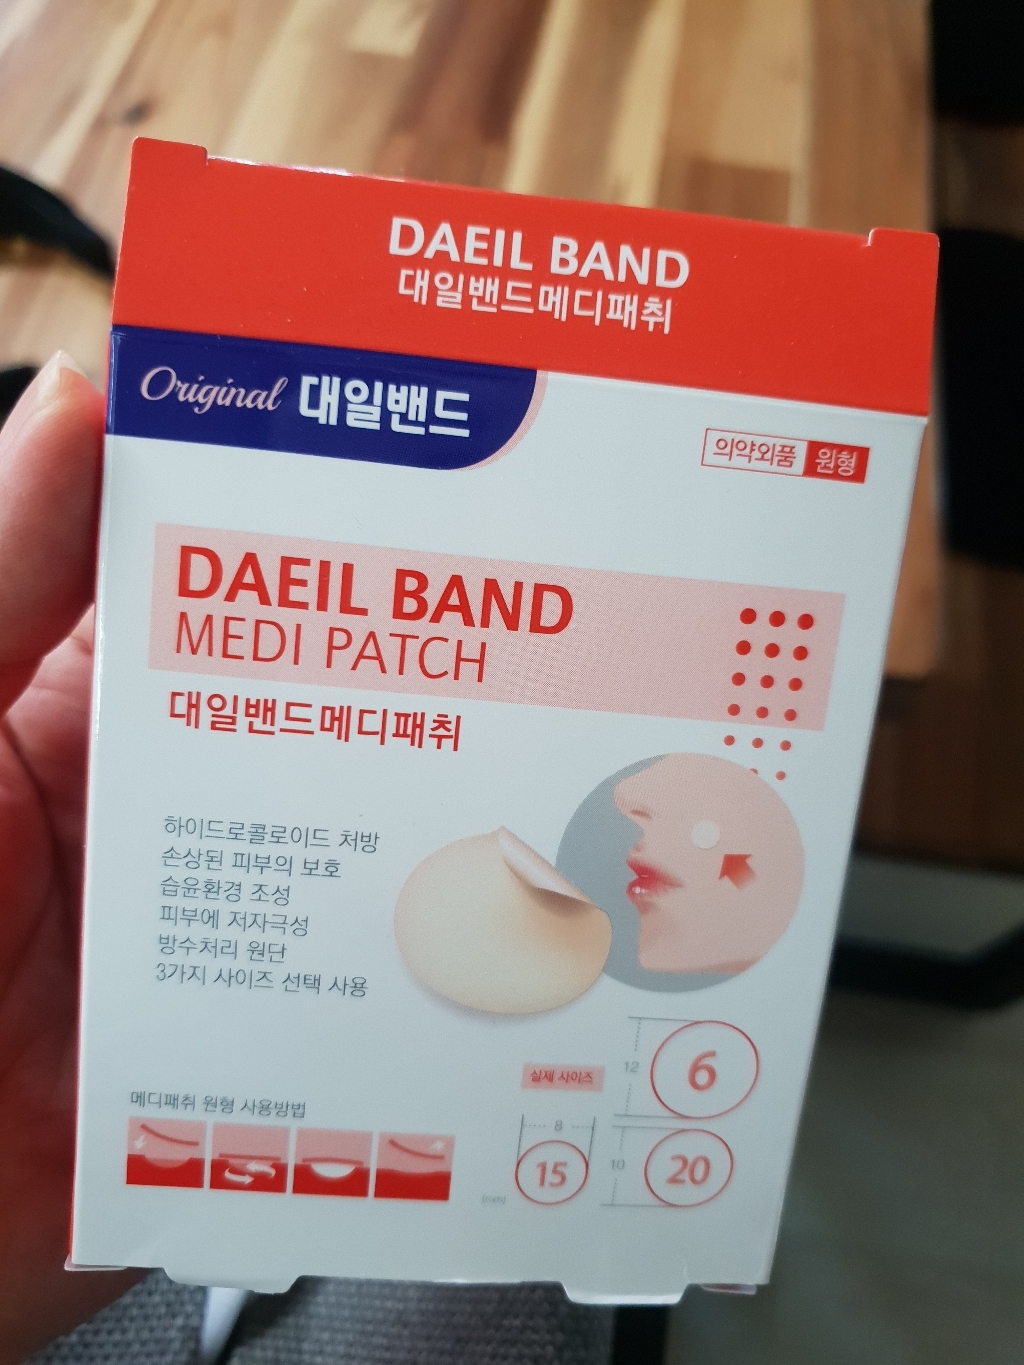 DAEIL BAND
대일밴드메디패취
Original 대일밴드
의약외품 원형
DAEIL BAND
MEDI PATCH
대일밴드메디패취
하이드로콜로이드 처방
손상된 피부의 보호
습윤환경 조성
피부에 저자극성
방수처리 원단
3가지 사이즈 선택 사용
실제 사이즈
12
6
8
15
10
20
(mm)
메디패취 원형 사용방법